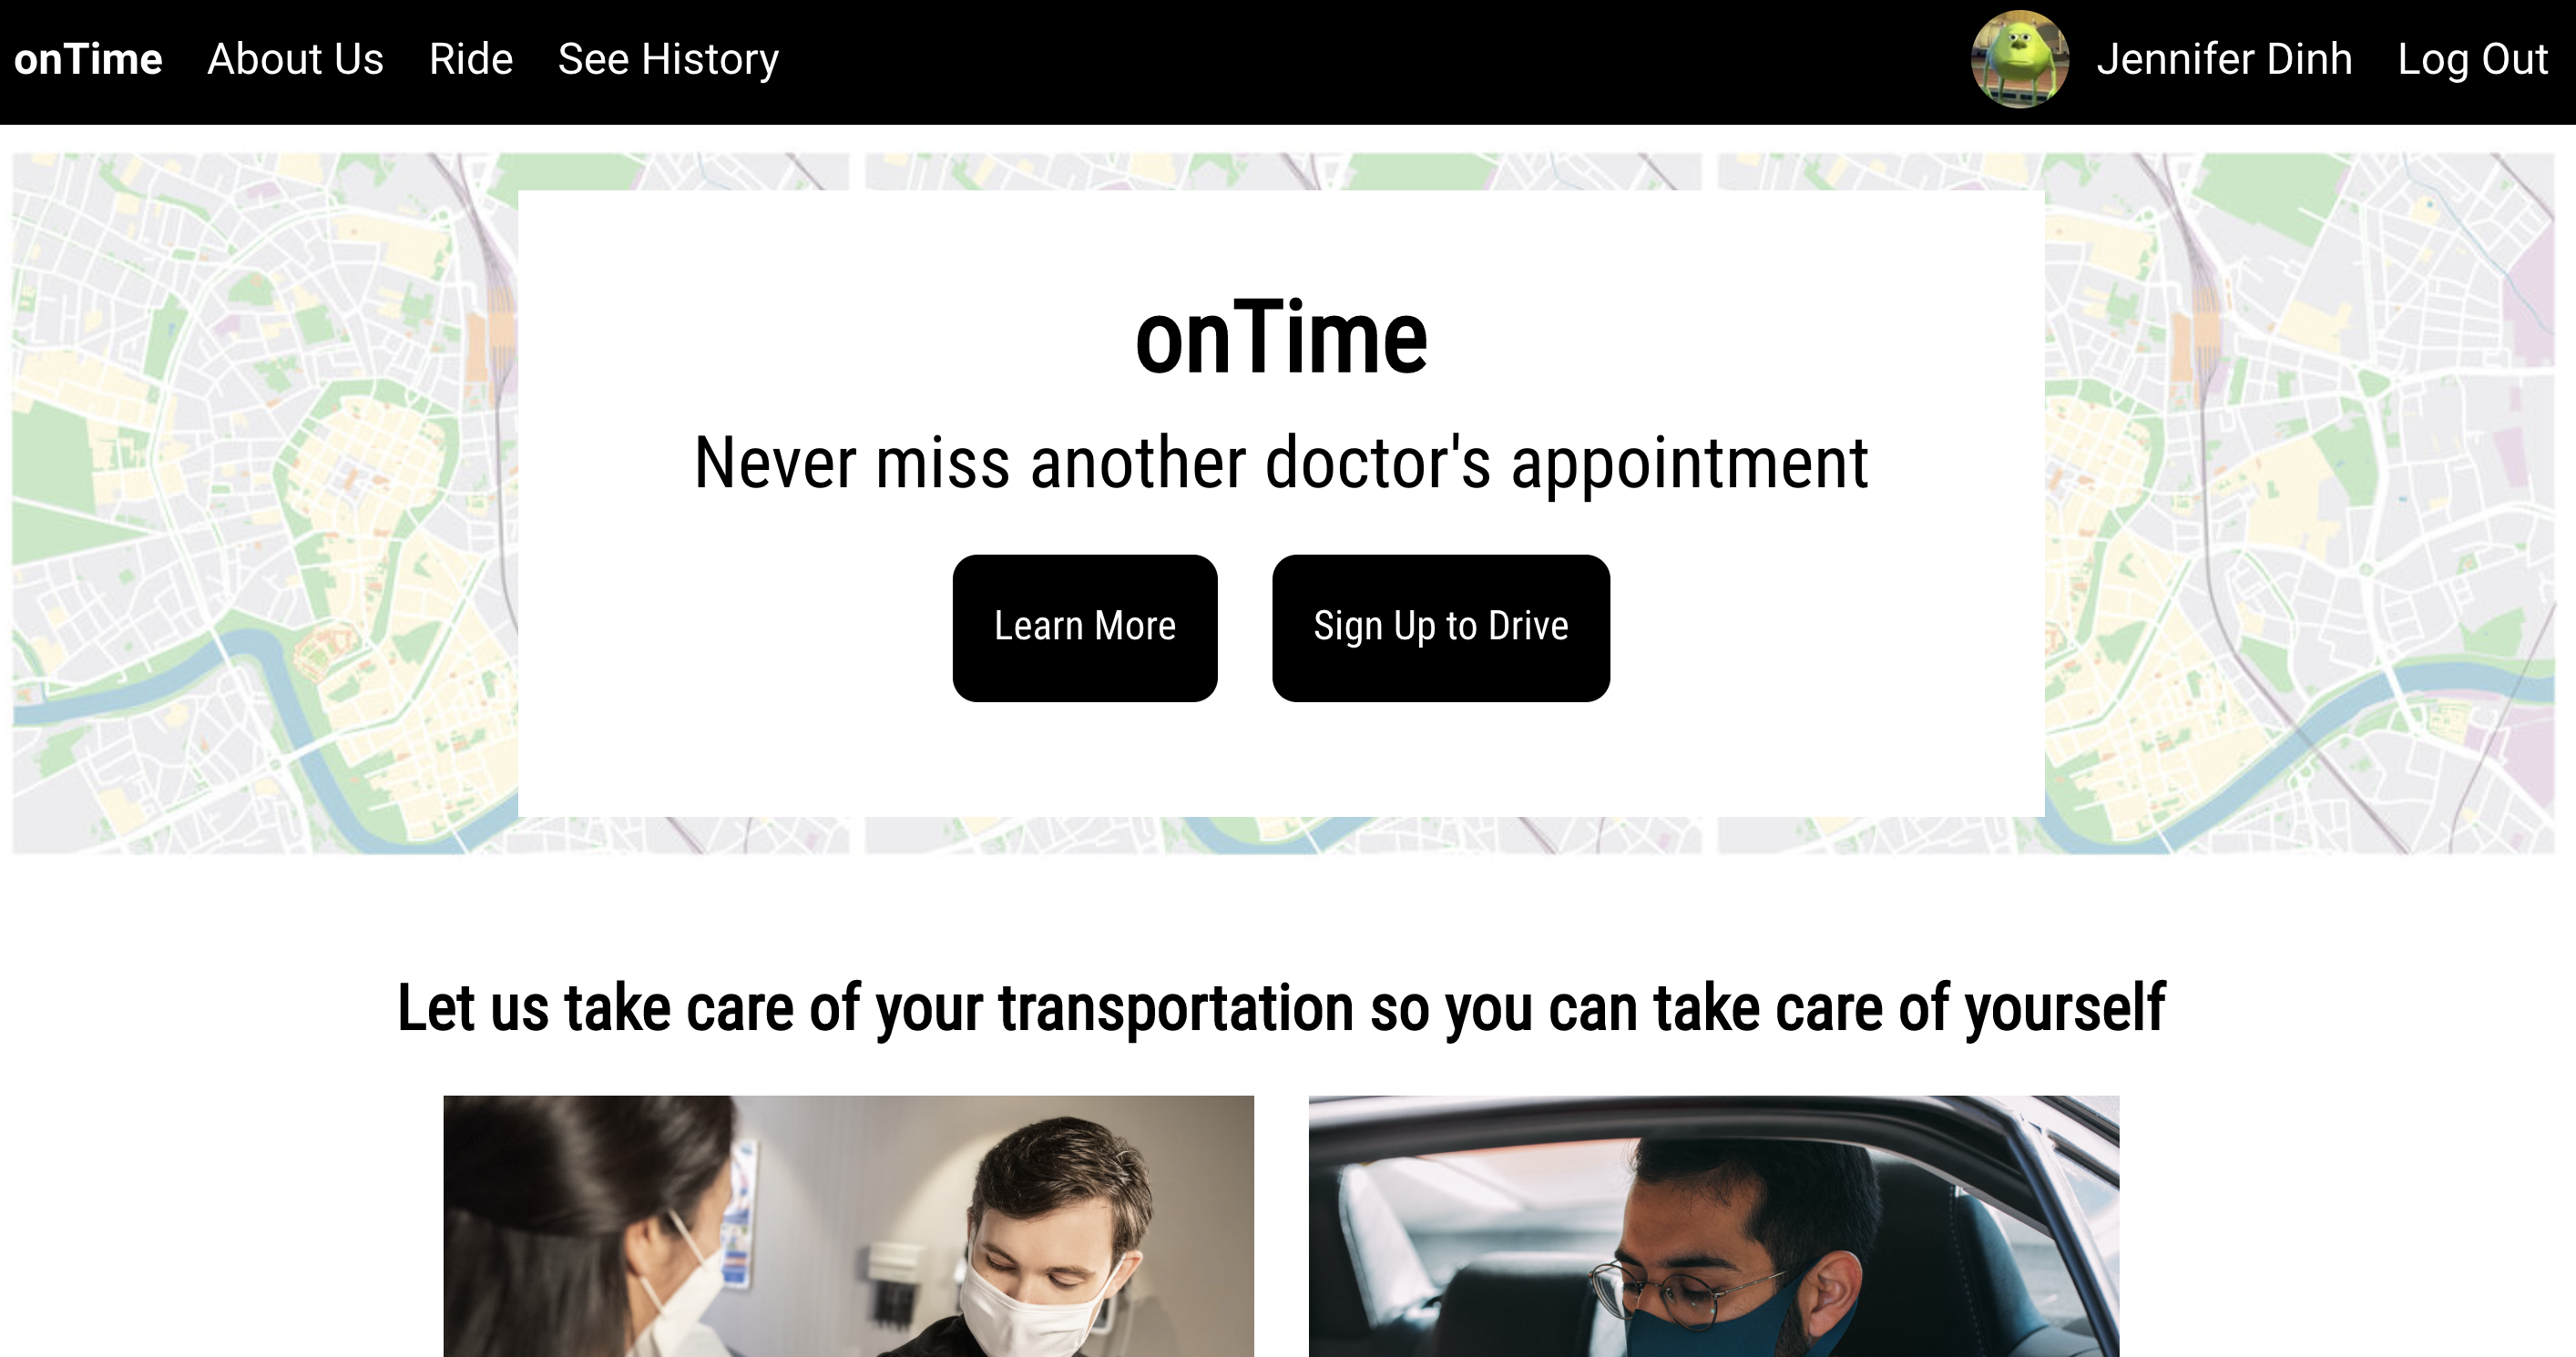 onTime About Us Ride See History Jennifer Dinh Log Out
onTime
Never miss another doctor's appointment
Learn More Sign Up to Drive
Let us take care of your transportation so you can take care of yourself